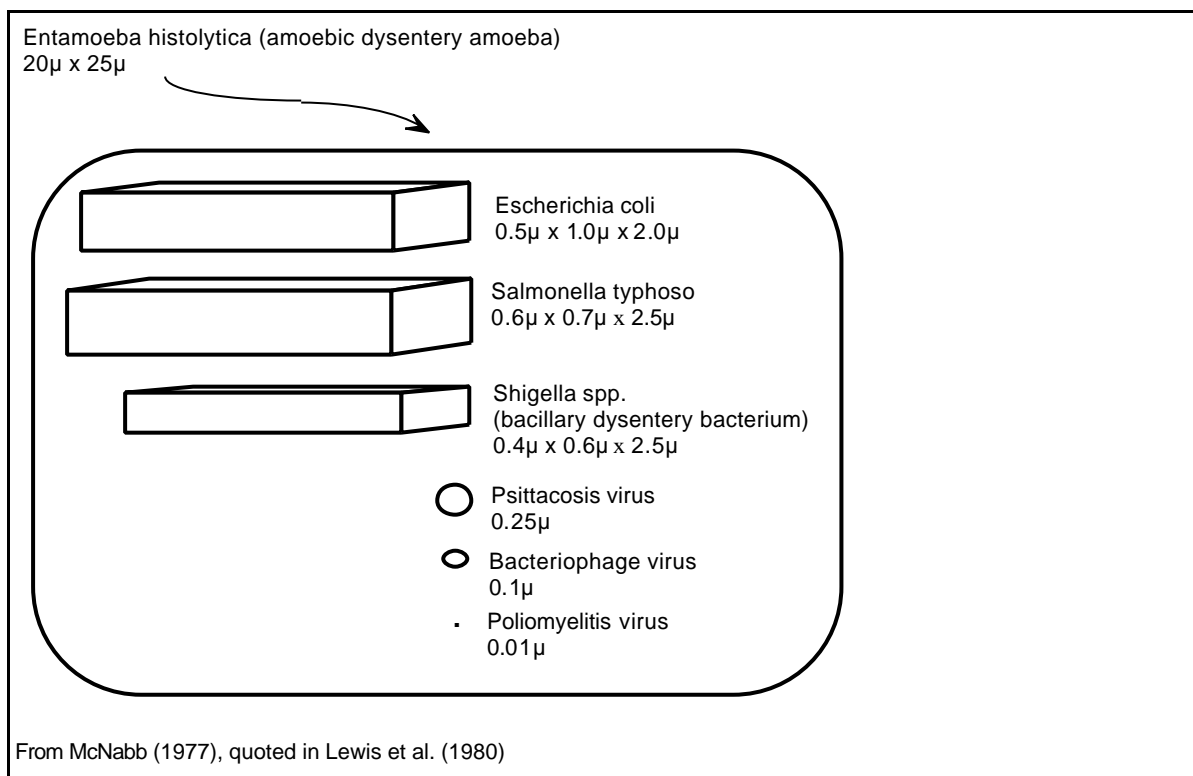 Entamoeba histolytica (amoebic dysentery amoeba)
20µ x 25µ
Escherichia coli
0.5µ x 1.0µ x 2.0µ
Salmonella typhoso
0.6µ x 0.7µ x 2.5µ
Shigella spp.
(bacillary dysentery bacterium)
0.4µ x 0.6µ x 2.5µ
Psittacosis virus
0.25µ
Bacteriophage virus
0.1µ
Poliomyelitis virus
0.01µ
From McNabb (1977), quoted in Lewis et al. (1980)